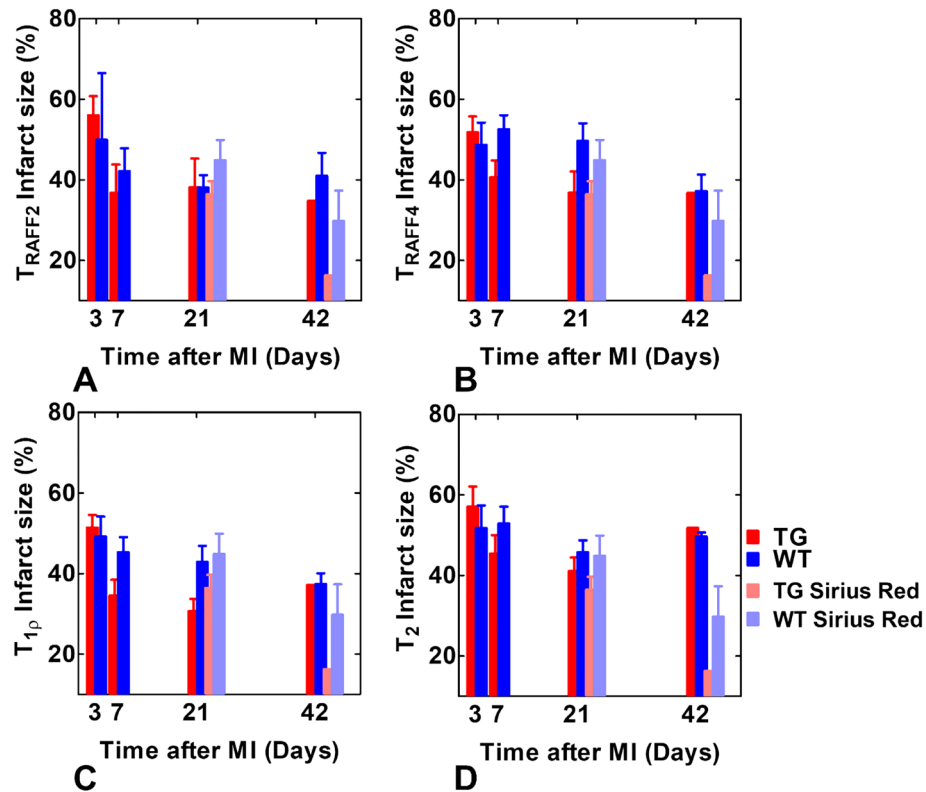 80
60
40
20
T_RAFF2 Infarct size (%)
3 7 21 42
Time after MI (Days)
A
80
60
40
20
T_RAFF4 Infarct size (%)
3 7 21 42
Time after MI (Days)
B
80
60
40
20
T_1ρ Infarct size (%)
3 7 21 42
Time after MI (Days)
C
80
60
40
20
T_2 Infarct size (%)
3 7 21 42
Time after MI (Days)
D
TG
WT
TG Sirius Red
WT Sirius Red